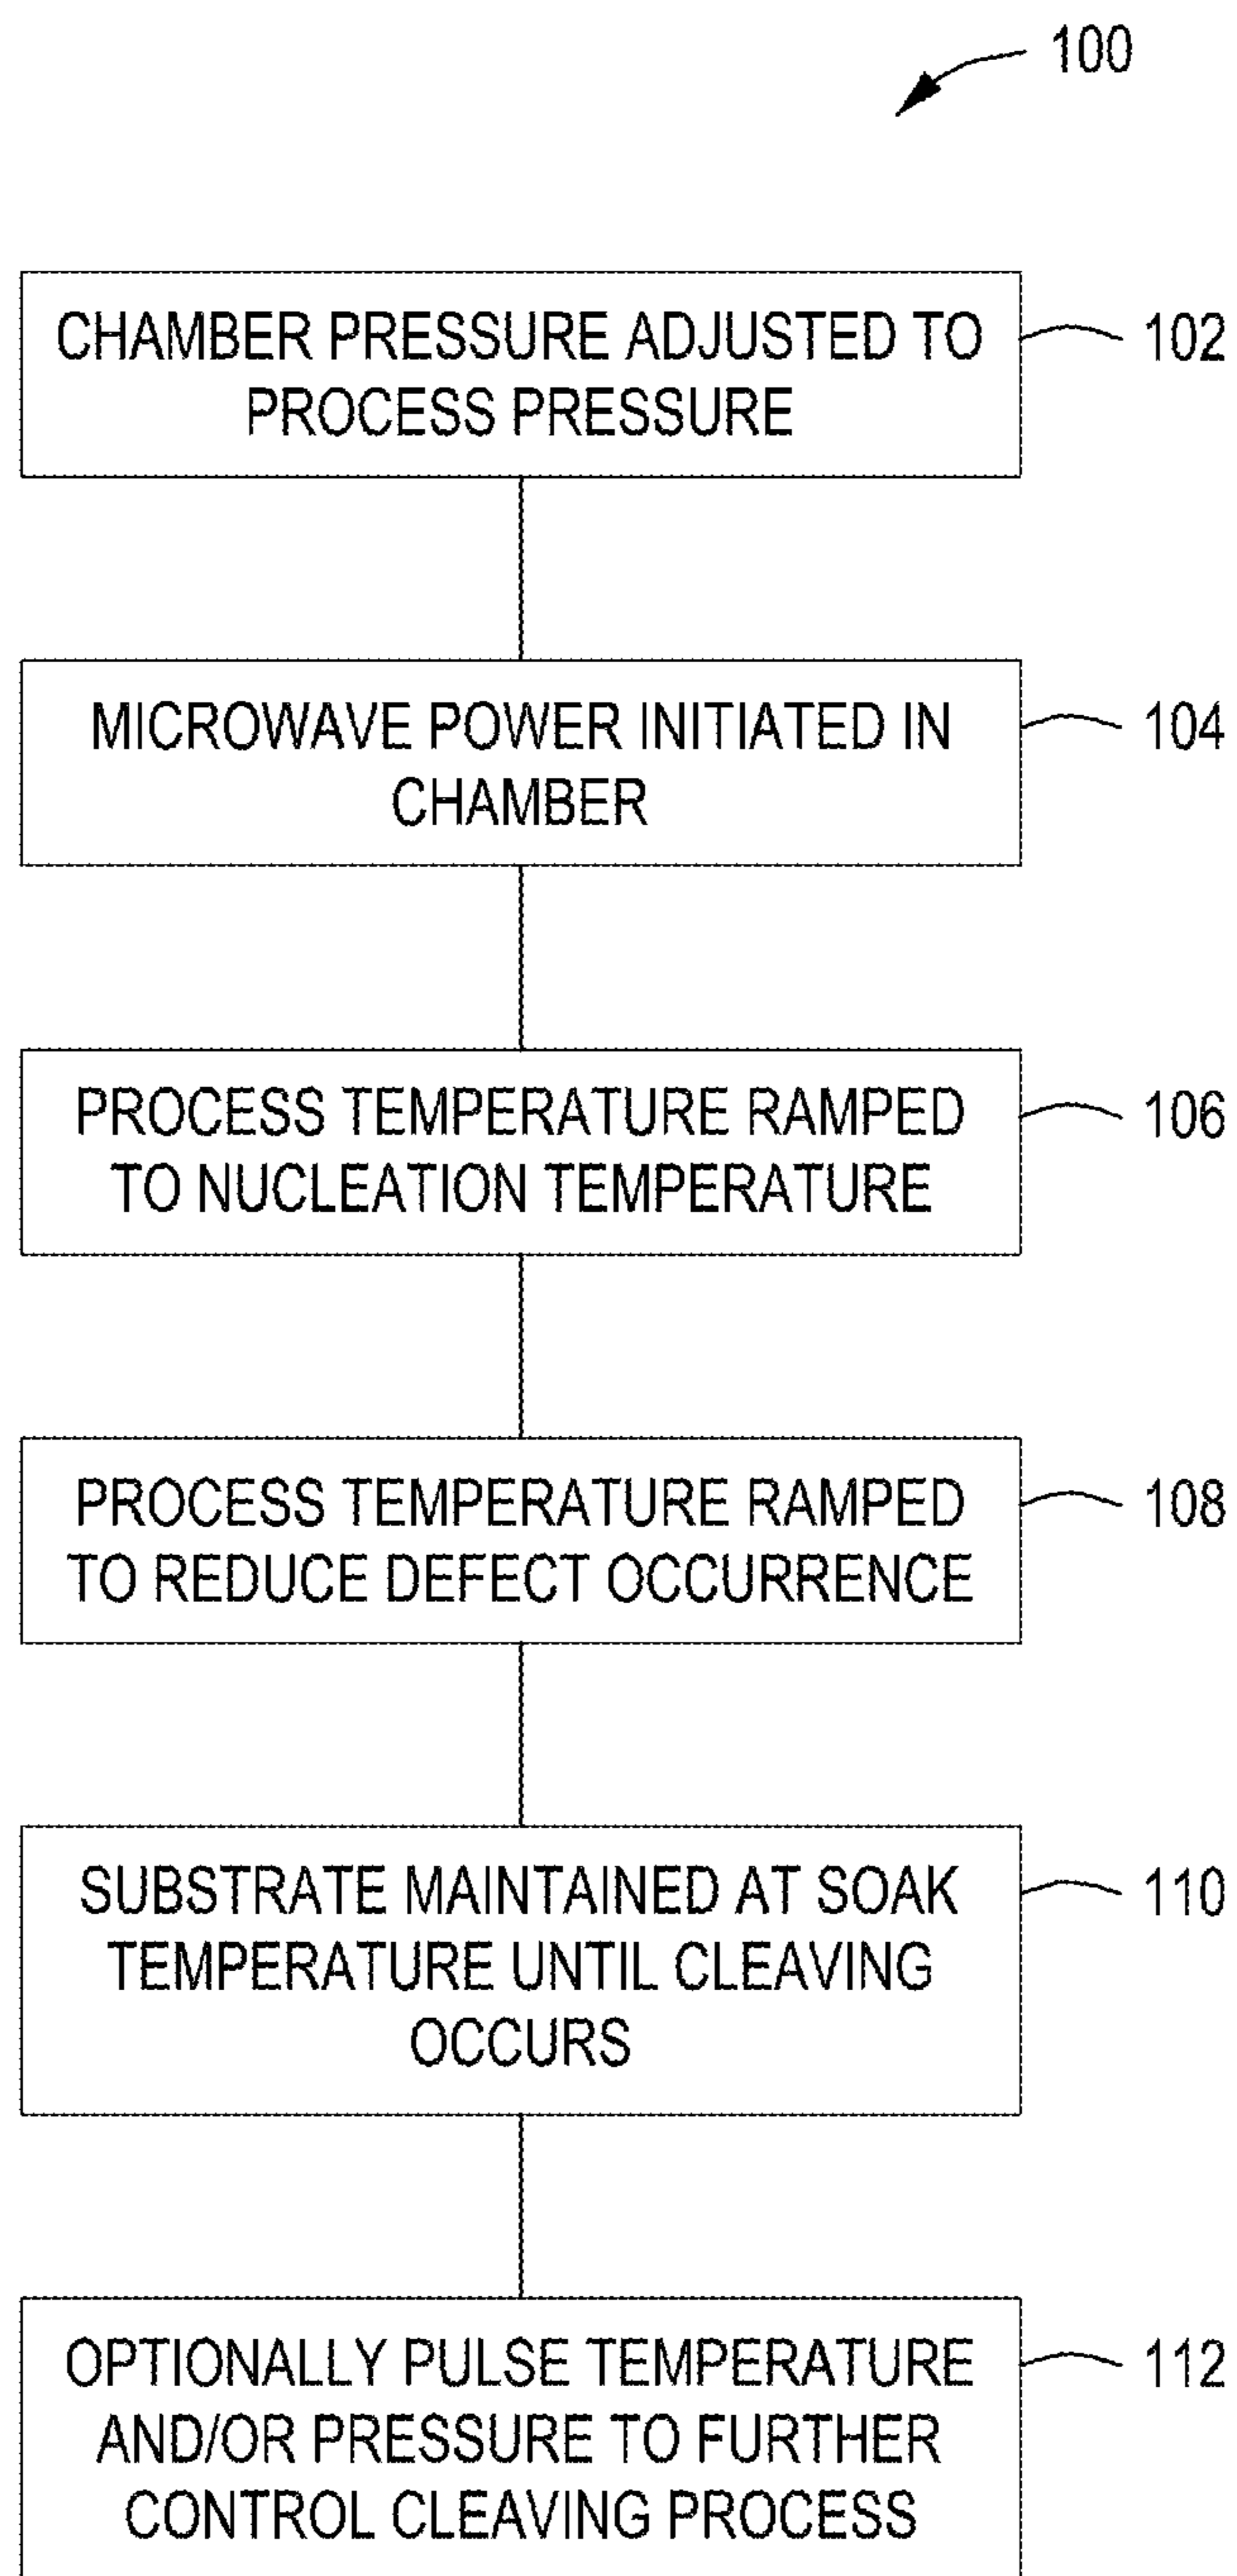 100
CHAMBER PRESSURE ADJUSTED TO
PROCESS PRESSURE
102
MICROWAVE POWER INITIATED IN
CHAMBER
104
PROCESS TEMPERATURE RAMPED
TO NUCLEATION TEMPERATURE
106
PROCESS TEMPERATURE RAMPED
TO REDUCE DEFECT OCCURRENCE
108
SUBSTRATE MAINTAINED AT SOAK
TEMPERATURE UNTIL CLEAVING
OCCURS
110
OPTIONALLY PULSE TEMPERATURE
AND/OR PRESSURE TO FURTHER
CONTROL CLEAVING PROCESS
112